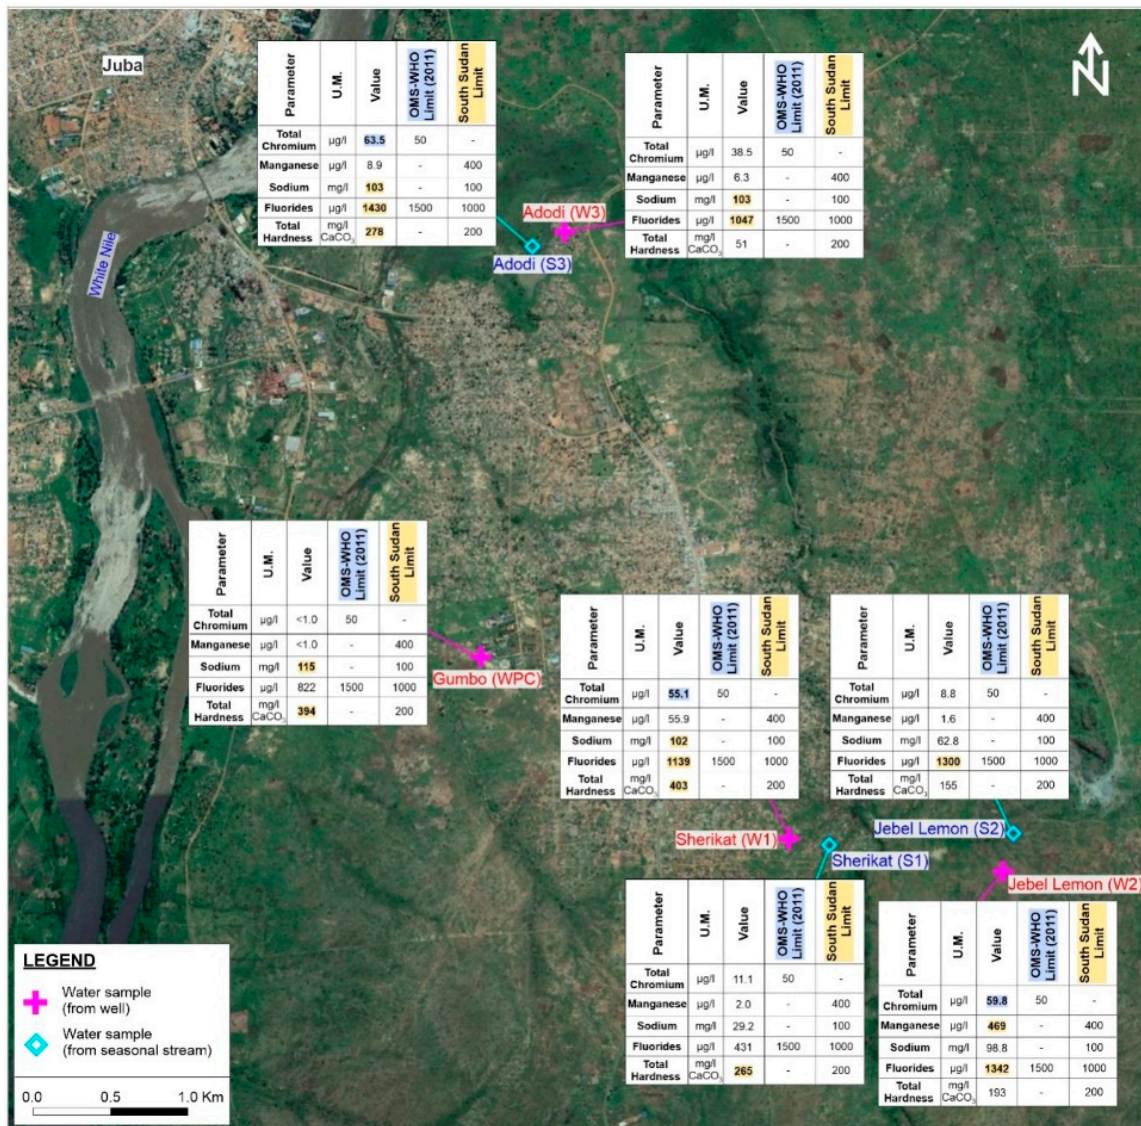 Juba
N
White Nile
Parameter U.M. Value OMS-WHO Limit (2011) South Sudan Limit
Total Chromium µg/l 63.5 50 -
Manganese µg/l 8.9 - 400
Sodium mg/l 103 - 100
Fluorides µg/l 1430 1500 1000
Total Hardness mg/l CaCO3 278 - 200
Parameter U.M. Value OMS-WHO Limit (2011) South Sudan Limit
Total Chromium µg/l 38.5 50 -
Manganese µg/l 6.3 - 400
Sodium mg/l 103 - 100
Fluorides µg/l 1047 1500 1000
Total Hardness mg/l CaCO3 51 - 200
Adodi (W3)
Adodi (S3)
Parameter U.M. Value OMS-WHO Limit (2011) South Sudan Limit
Total Chromium µg/l <1.0 50 -
Manganese µg/l <1.0 - 400
Sodium mg/l 115 - 100
Fluorides µg/l 822 1500 1000
Total Hardness mg/l CaCO3 394 - 200
Gumbo (WPC)
Parameter U.M. Value OMS-WHO Limit (2011) South Sudan Limit
Total Chromium µg/l 55.1 50 -
Manganese µg/l 55.9 - 400
Sodium mg/l 102 - 100
Fluorides µg/l 1139 1500 1000
Total Hardness mg/l CaCO3 403 - 200
Parameter U.M. Value OMS-WHO Limit (2011) South Sudan Limit
Total Chromium µg/l 8.8 50 -
Manganese µg/l 1.6 - 400
Sodium mg/l 62.8 - 100
Fluorides µg/l 1300 1500 1000
Total Hardness mg/l CaCO3 155 - 200
Sherikat (W1)
Jebel Lemon (S2)
Sherikat (S1)
Jebel Lemon (W2)
Parameter U.M. Value OMS-WHO Limit (2011) South Sudan Limit
Total Chromium µg/l 11.1 50 -
Manganese µg/l 2.0 - 400
Sodium mg/l 29.2 - 100
Fluorides µg/l 431 1500 1000
Total Hardness mg/l CaCO3 265 - 200
Parameter U.M. Value OMS-WHO Limit (2011) South Sudan Limit
Total Chromium µg/l 59.8 50 -
Manganese µg/l 469 - 400
Sodium mg/l 98.8 - 100
Fluorides µg/l 1342 1500 1000
Total Hardness mg/l CaCO3 193 - 200
LEGEND
Water sample
(from well)
Water sample
(from seasonal stream)
0.0 0.5 1.0 Km